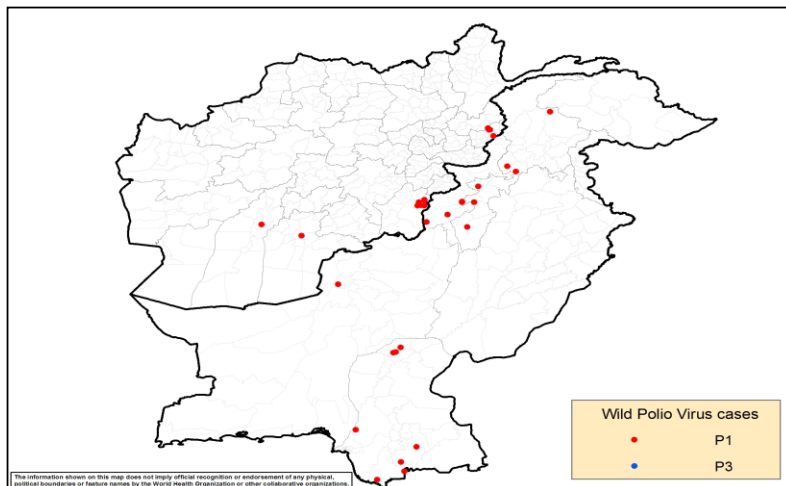 Wild Polio Virus cases
P1
P3
The information shown on this map does not imply official recognition or endorsement of any physical,
political boundaries or feature names by the World Health Organization or other collaborative organizations.